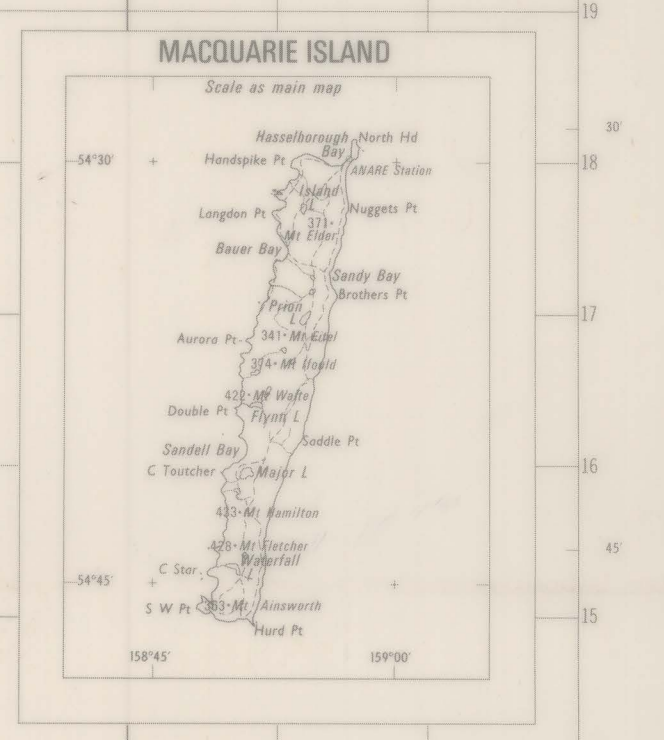 19
MACQUARIE ISLAND
Scale as main map
30'
Hasselborough
Bay
North Hd
54°30'
Handspike Pt
18
ANARE Station
Island
L
Langdon Pt
Nuggets Pt
371
Mt Elder
Bauer Bay
Sandy Bay
Brothers Pt
Prion
L
17
Aurora Pt
341 Mt Eitel
374 Mt Ifould
422 Mt Waite
Double Pt
Flynn L
Saddle Pt
Sandell Bay
16
C Toutcher
Major L
433 Mt Hamilton
428 Mt Fletcher
45'
Waterfall
L
C Star
54°45'
S W Pt
363 Mt Ainsworth
15
Hurd Pt
158°45'
159°00'